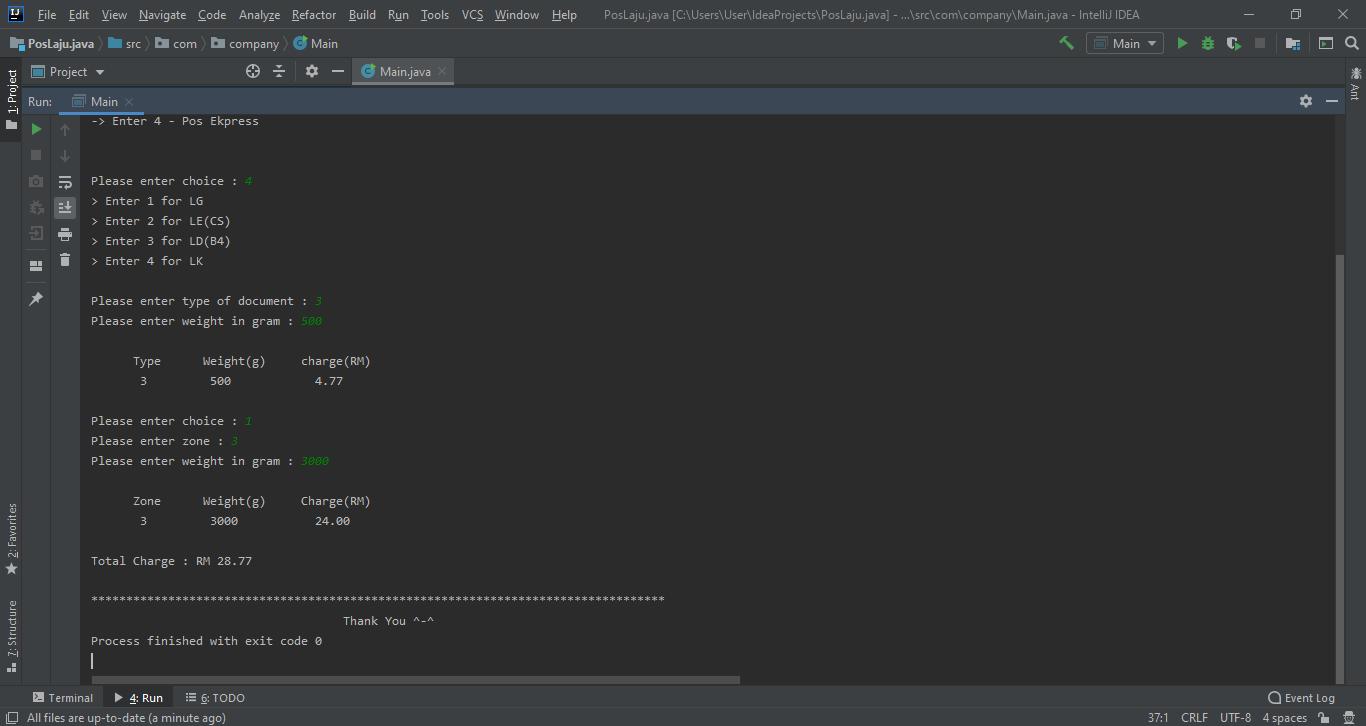 File Edit View Navigate Code Analyze Refactor Build Run Tools VCS Window Help PosLaju.java [C:\Users\User\IdeaProjects\PosLaju.java] - ...\src\com\company\Main.java - IntelliJ IDEA
PosLaju.java src com company Main Main
1: Project
Project Main.java
Ant
Run: Main
-> Enter 4 - Pos Ekpress
Please enter choice : 4
> Enter 1 for LG
> Enter 2 for LE(CS)
> Enter 3 for LD(B4)
> Enter 4 for LK
Please enter type of document : 3
Please enter weight in gram : 500
Type Weight(g) charge(RM)
3 500 4.77
Please enter choice : 1
Please enter zone : 3
Please enter weight in gram : 3000
Zone Weight(g) Charge(RM)
3 3000 24.00
Total Charge : RM 28.77
**********************************************************************************
Thank You ^-^
Process finished with exit code 0
2: Favorites
7: Structure
Terminal 4: Run 6: TODO Event Log
All files are up-to-date (a minute ago) 37:1 CRLF UTF-8 4 spaces